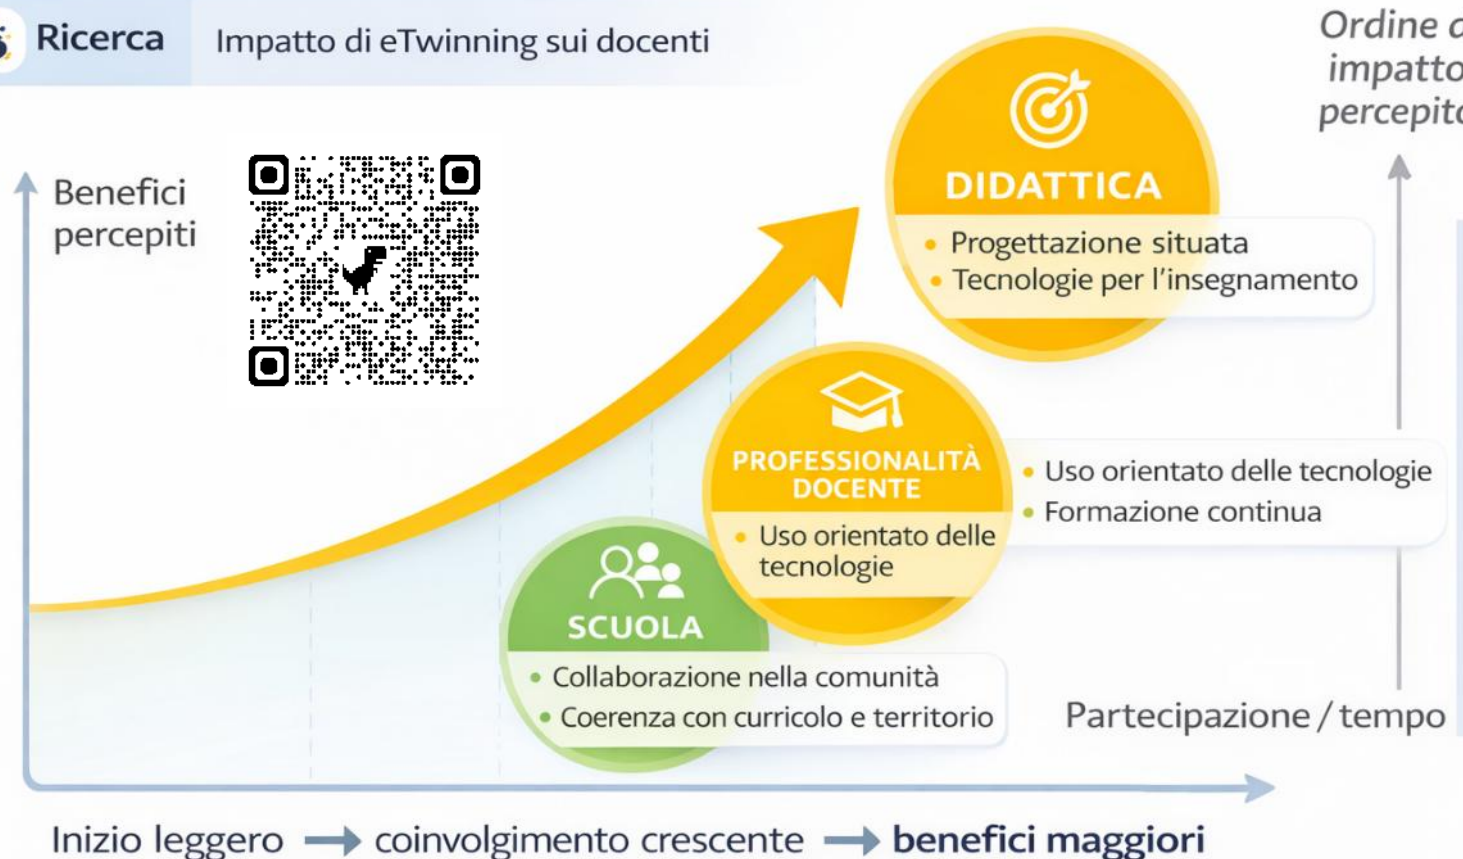 Ricerca
Impatto di eTwinning sui docenti
Ordine
impatto
Benefici
percepiti
DIDATTICA
• Progettazione situata
• Tecnologie per l'insegnamento
PROFESSIONALITÀ
DOCENTE
• Uso orientato delle
tecnologie
• Uso orientato delle tecnologie
• Formazione continua
SCUOLA
• Collaborazione nella comunità
• Coerenza con curricolo e territorio
Partecipazione / tempo
Inizio leggero → coinvolgimento crescente → benefici maggiori